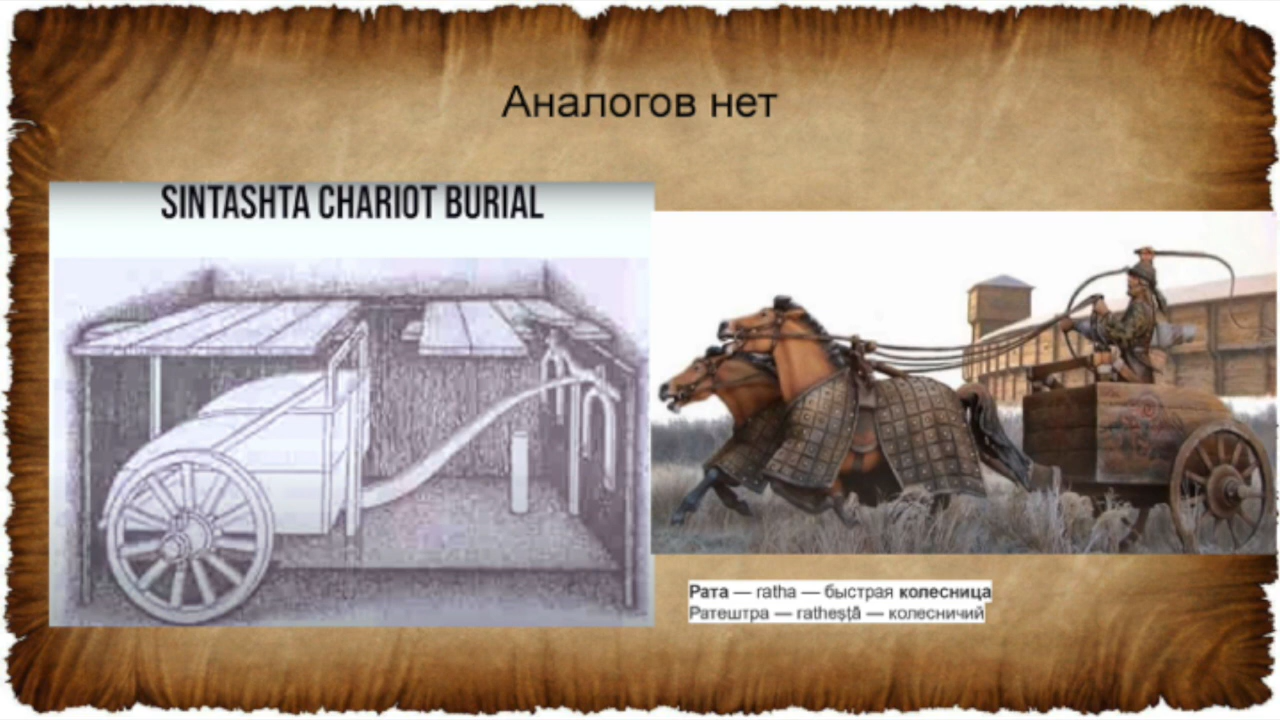 Аналогов нет
SINTASHTA CHARIOT BURIAL
Рата — ratha — быстрая колесница
Ратештра — ratheṣṭā — колесничий